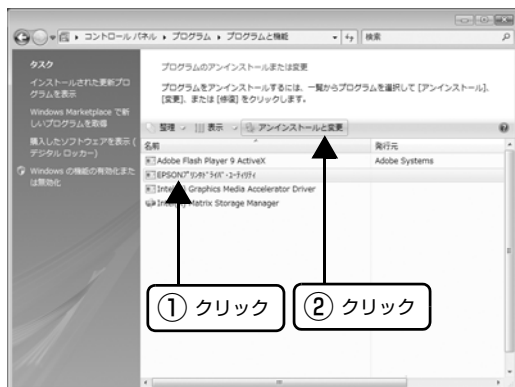 コントロール パネル ▸ プログラム ▸ プログラムと機能
検索
タスク
インストールされた更新プロ
グラムを表示
Windows Marketplace で新
しいプログラムを取得
購入したソフトウェアを表示 (
デジタル ロッカー)
Windows の機能の有効化また
は無効化
プログラムのアンインストールまたは変更
プログラムをアンインストールするには、一覧からプログラムを選択して [アンインストール]、
[変更]、または [修復] をクリックします。
整理 表示 アンインストールと変更
名前 発行元
Adobe Flash Player 9 ActiveX Adobe Systems
EPSONプリンタドライバ・ユーティリティ
Graphics Media Accelerator Driver
Matrix Storage Manager
① クリック
② クリック